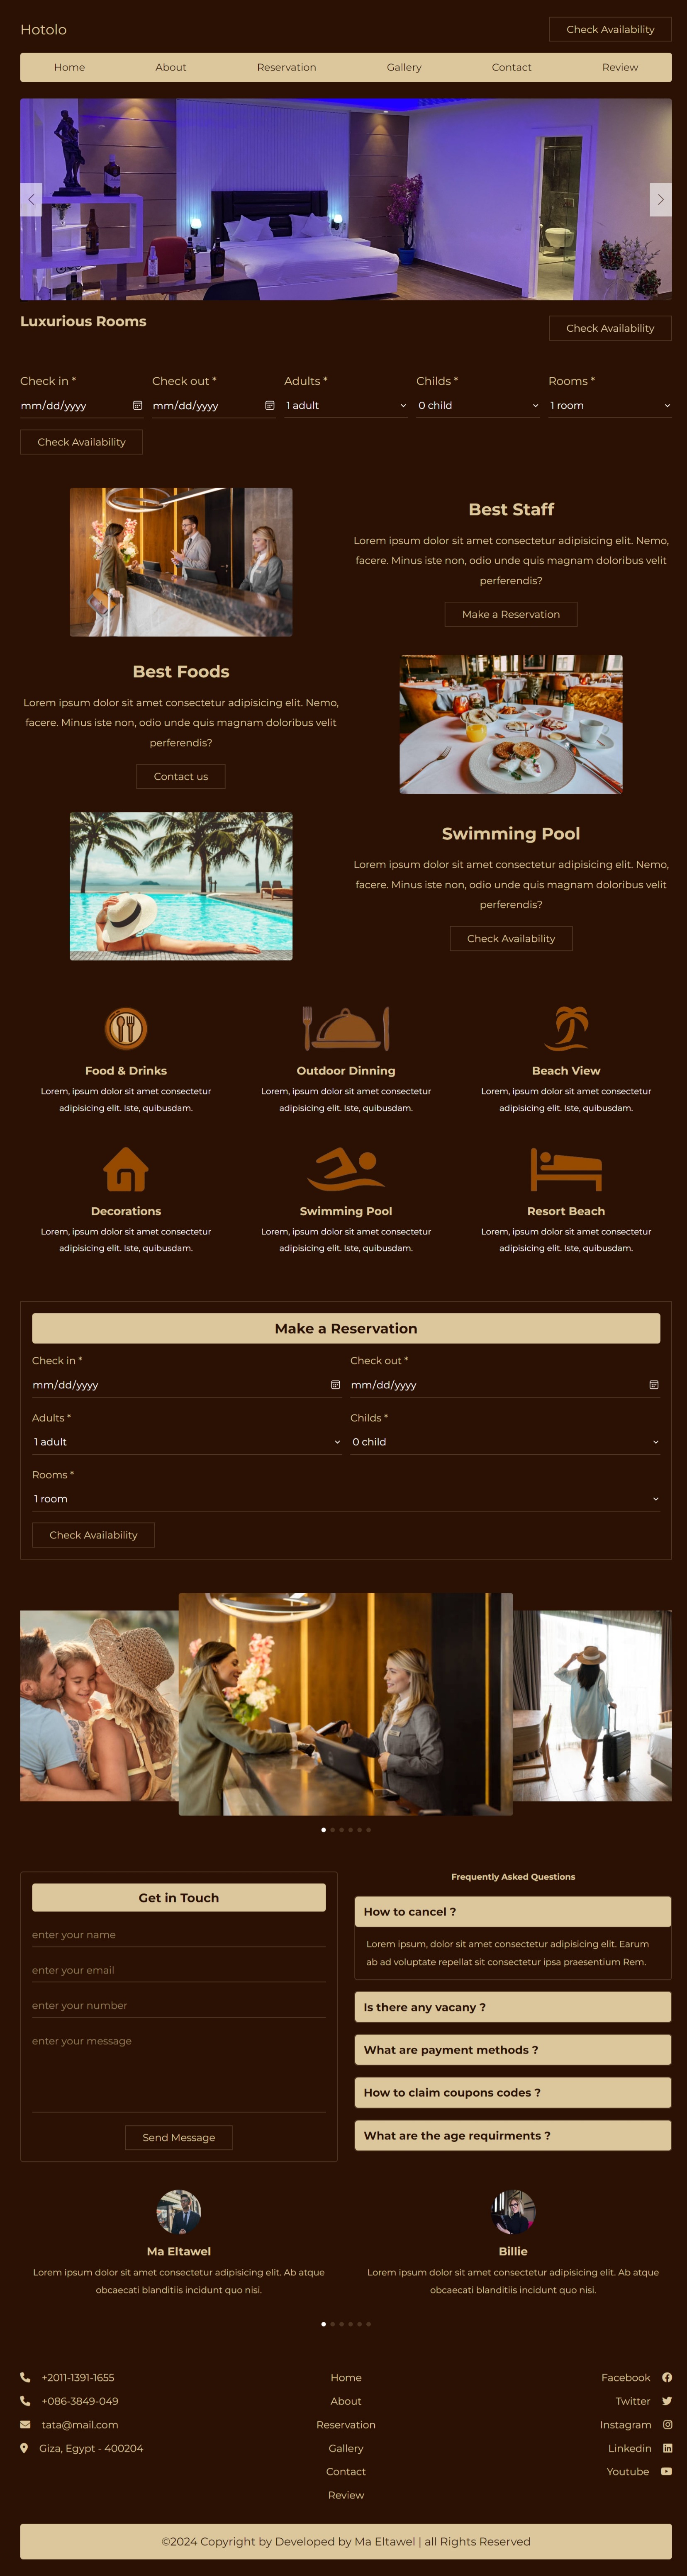 Hotolo
Check Availability
Home About Reservation Gallery Contact Review
Luxurious Rooms
Check Availability
Check in * Check out * Adults * Childs * Rooms *
mm/dd/yyyy mm/dd/yyyy 1 adult 0 child 1 room
Check Availability
Best Staff
Lorem ipsum dolor sit amet consectetur adipisicing elit. Nemo,
facere. Minus iste non, odio unde quis magnam doloribus velit
perferendis?
Make a Reservation
Best Foods
Lorem ipsum dolor sit amet consectetur adipisicing elit. Nemo,
facere. Minus iste non, odio unde quis magnam doloribus velit
perferendis?
Contact us
Swimming Pool
Lorem ipsum dolor sit amet consectetur adipisicing elit. Nemo,
facere. Minus iste non, odio unde quis magnam doloribus velit
perferendis?
Check Availability
Food & Drinks
Lorem, ipsum dolor sit amet consectetur
adipisicing elit. Iste, quibusdam.
Outdoor Dinning
Lorem, ipsum dolor sit amet consectetur
adipisicing elit. Iste, quibusdam.
Beach View
Lorem, ipsum dolor sit amet consectetur
adipisicing elit. Iste, quibusdam.
Decorations
Lorem, ipsum dolor sit amet consectetur
adipisicing elit. Iste, quibusdam.
Swimming Pool
Lorem, ipsum dolor sit amet consectetur
adipisicing elit. Iste, quibusdam.
Resort Beach
Lorem, ipsum dolor sit amet consectetur
adipisicing elit. Iste, quibusdam.
Make a Reservation
Check in * Check out *
mm/dd/yyyy mm/dd/yyyy
Adults * Childs *
1 adult 0 child
Rooms *
1 room
Check Availability
Get in Touch
enter your name
enter your email
enter your number
enter your message
Send Message
Frequently Asked Questions
How to cancel ?
Lorem ipsum, dolor sit amet consectetur adipisicing elit. Earum
ab ad voluptate repellat sit consectetur ipsa praesentium Rem.
Is there any vacany ?
What are payment methods ?
How to claim coupons codes ?
What are the age requirments ?
Ma Eltawel
Lorem ipsum dolor sit amet consectetur adipisicing elit. Ab atque
obcaecati blanditiis incidunt quo nisi.
Billie
Lorem ipsum dolor sit amet consectetur adipisicing elit. Ab atque
obcaecati blanditiis incidunt quo nisi.
+2011-1391-1655
+086-3849-049
tata@mail.com
Giza, Egypt - 400204
Home
About
Reservation
Gallery
Contact
Review
Facebook
Twitter
Instagram
Linkedin
Youtube
©2024 Copyright by Developed by Ma Eltawel | all Rights Reserved